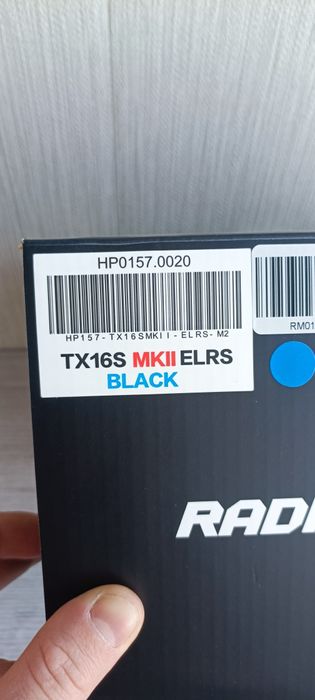 HP0157.0020
HP157-TX16SMKII-ELRS-M2
TX16S MKII ELRS
BLACK
RM01
RADI